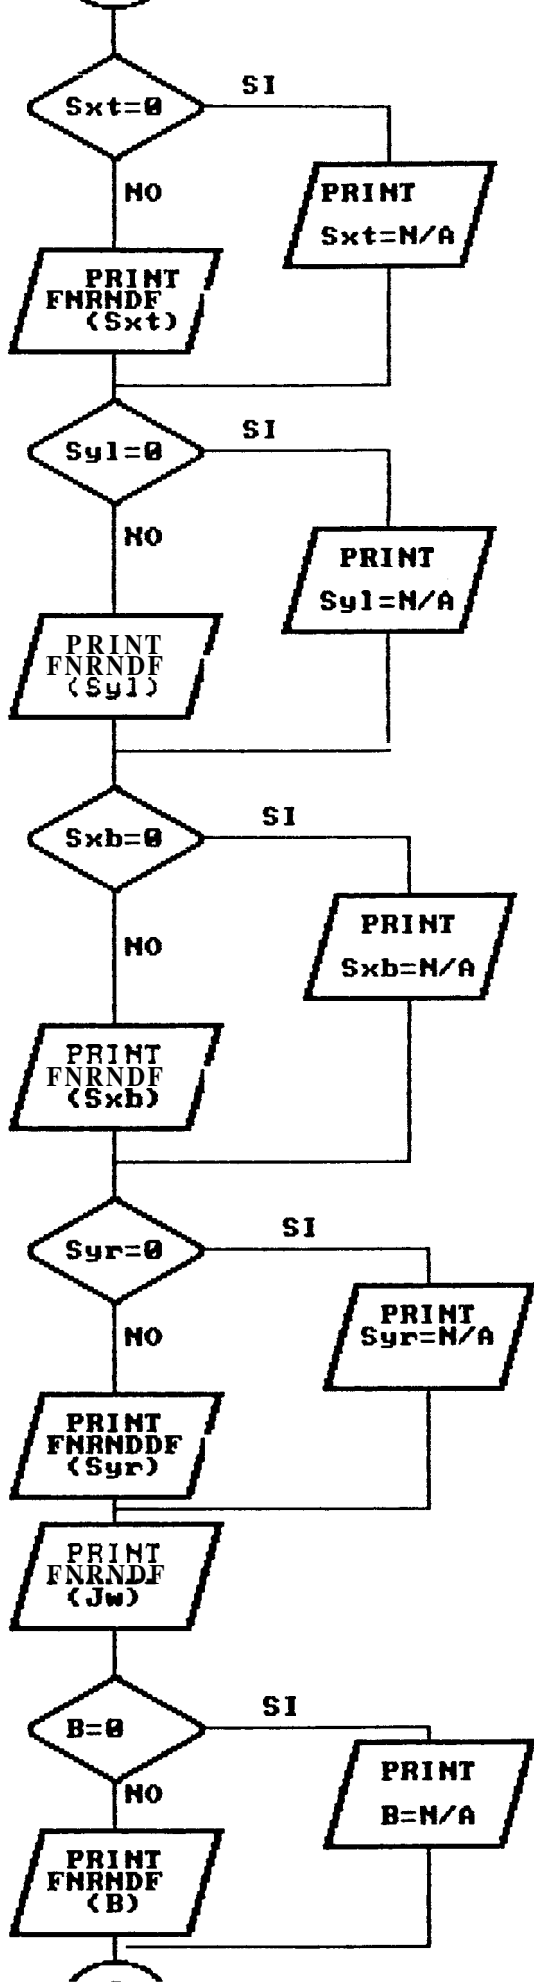 SI
Sxt=0
NO
PRINT
Sxt=N/A
PRINT
FNRNDF
(Sxt)
SI
Syl=0
NO
PRINT
Syl=N/A
PRINT
FNRNDF
(Syl)
SI
Sxb=0
NO
PRINT
Sxb=N/A
PRINT
FNRNDF
(Sxb)
SI
Syr=0
NO
PRINT
Syr=N/A
PRINT
FNRNDDF
(Syr)
PRINT
FNRNDF
(Jw)
SI
B=0
NO
PRINT
B=N/A
PRINT
FNRNDF
(B)